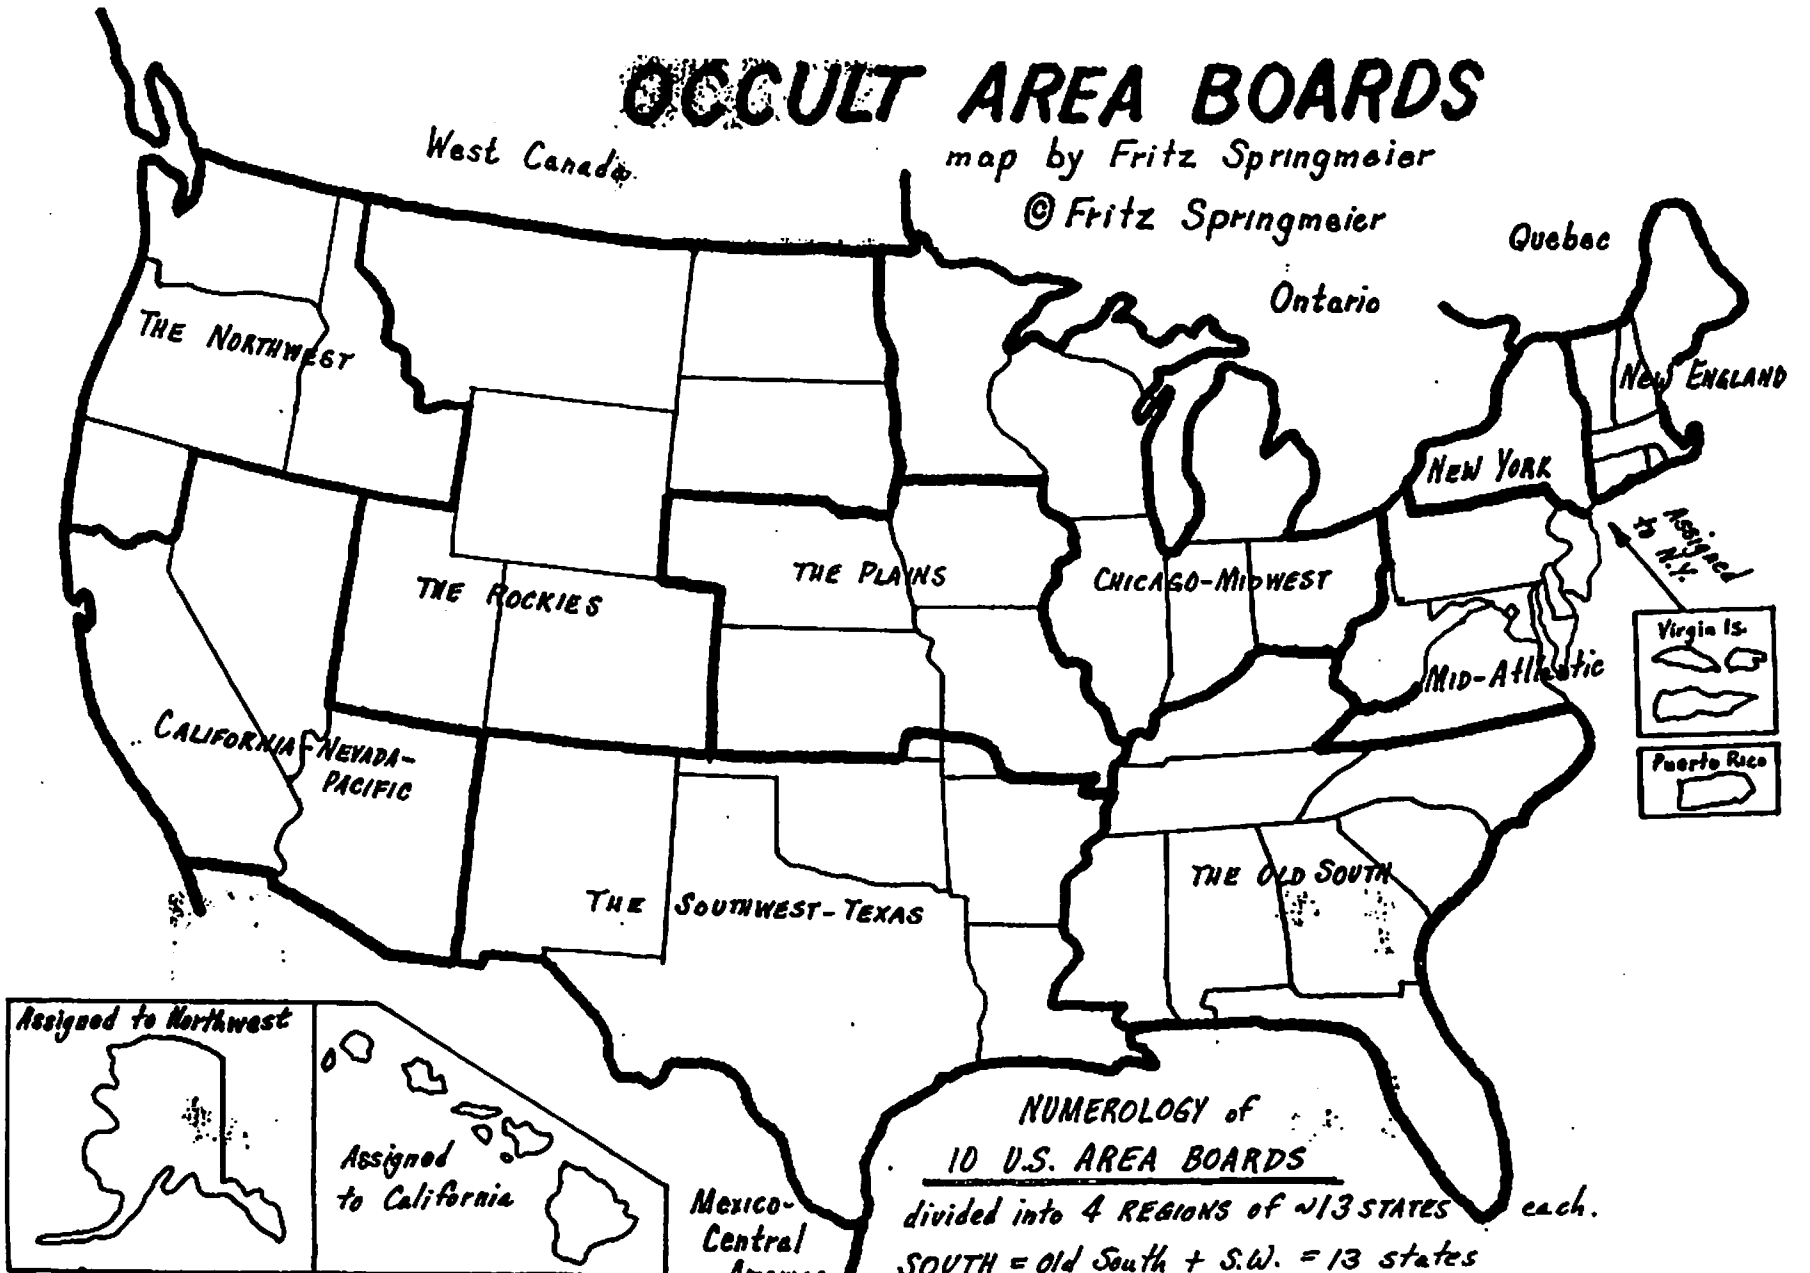 OCCULT AREA BOARDS
map by Fritz Springmeier
© Fritz Springmeier
West Canada
Quebec
Ontario
THE NORTHWEST
NEW ENGLAND
NEW YORK
Assigned
to N.Y.
THE PLAINS
CHICAGO-MIDWEST
THE ROCKIES
Virgin Is.
MID-Atlantic
CALIFORNIA-NEVADA-
PACIFIC
Puerto Rico
THE OLD SOUTH
THE SOUTHWEST-TEXAS
Assigned to Northwest
Assigned
to California
Mexico-
Central
America
NUMEROLOGY of
10 U.S. AREA BOARDS
divided into 4 REGIONS of ~13 STATES each.
SOUTH = Old South + S.W. = 13 states